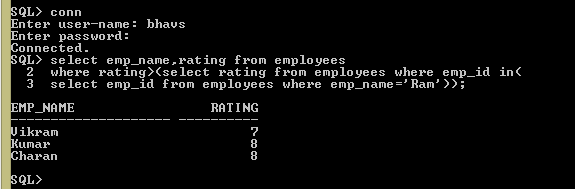 SQL> conn
Enter user-name: bhavs
Enter password:
Connected.
SQL> select emp_name,rating from employees
2 where rating>(select rating from employees where emp_id in(
3 select emp_id from employees where emp_name='Ram'));
EMP_NAME RATING
-------------------- ----------
Vikram 7
Kumar 8
Charan 8
SQL>